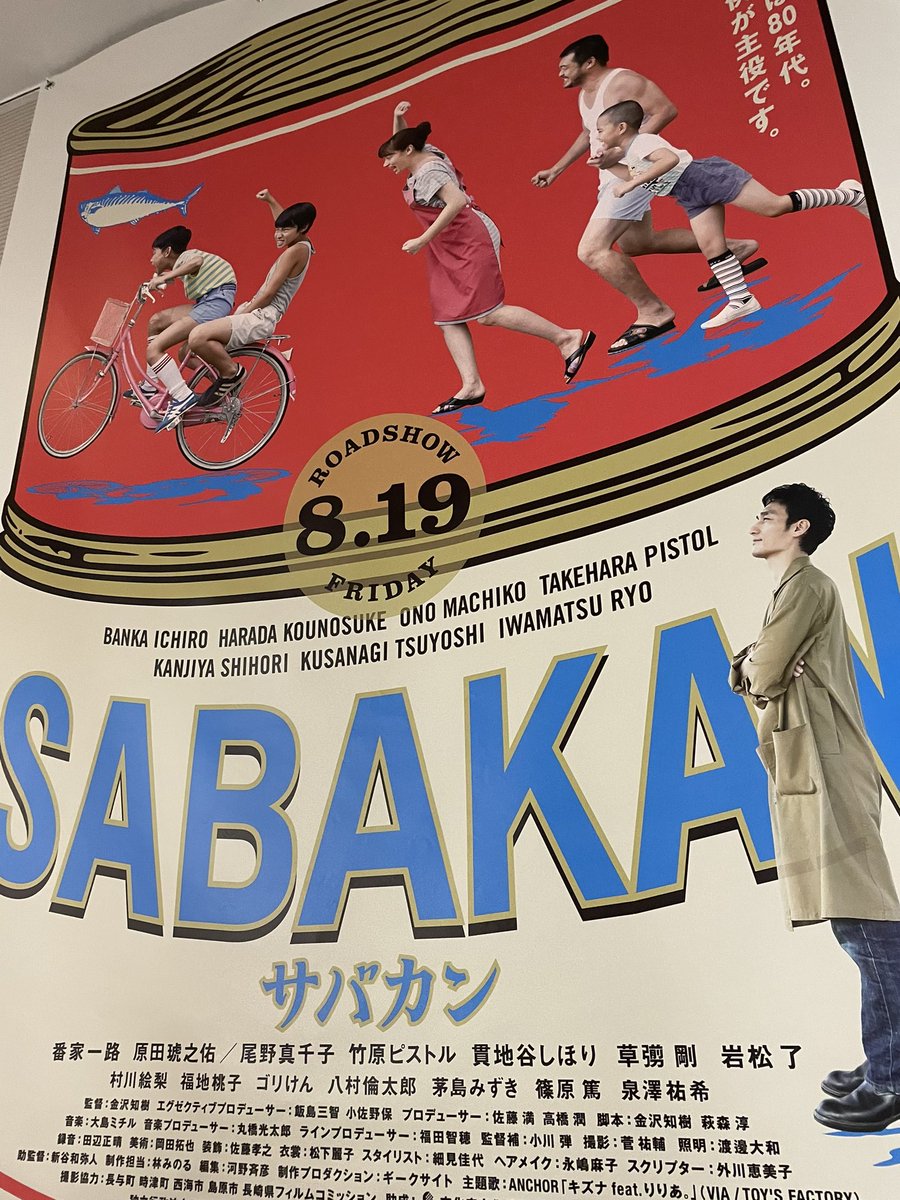 は80年代。
が主役です。
ROADSHOW
8.19
FRIDAY
BANKA ICHIRO HARADA KOUNOSUKE ONO MACHIKO TAKEHARA PISTOL
KANJIYA SHIHORI KUSANAGI TSUYOSHI IWAMATSU RYO
SABAKAN
サバカン
番家一路 原田琥之佑／尾野真千子 竹原ピストル 貫地谷しほり 草彅 剛 岩松 了
村川絵梨 福地桃子 ゴリけん 八村倫太郎 茅島みずき 篠原 篤 泉澤祐希
監督：金沢知樹 エグゼクティブプロデューサー：飯島三智 小佐野保 プロデューサー：佐藤 満 高橋 潤 脚本：金沢知樹 萩森 淳
音楽：大島ミチル 音楽プロデューサー：丸橋光太郎 ラインプロデューサー：福田智穂 監督補：小川 弾 撮影：菅 祐輔 照明：渡邊大和
録音：田辺正晴 美術：岡田拓也 装飾：佐藤孝之 衣裳：松下麗子 スタイリスト：細見佳代 ヘアメイク：永嶋麻子 スクリプター：外川恵美子
助監督：新谷和弥人 制作担当：林みのる 編集：河野斉彦 制作プロダクション：ギークサイト 主題歌：ANCHOR「キズナ feat.りりあ。」（VIA / TOY'S FACTORY）
撮影協力：長与町 時津町 西海市 島原市 長崎県フィルムコミッション 助成：